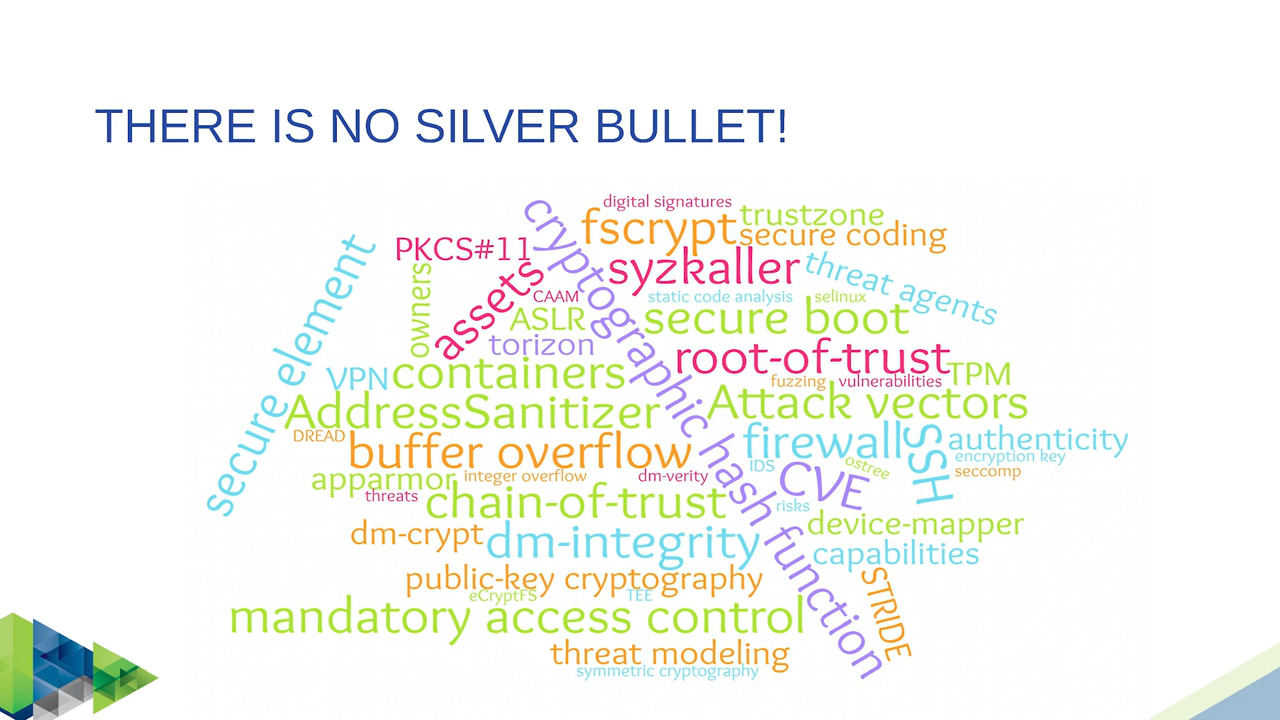 THERE IS NO SILVER BULLET!
digital signatures
fscrypt
trustzone
secure coding
PKCS#11
cryptographic hash function
syzkaller
threat agents
secure element
owners
assets
CAAM
static code analysis
selinux
ASLR
secure boot
torizon
root-of-trust
VPN
containers
fuzzing
vulnerabilities
TPM
AddressSanitizer
Attack vectors
DREAD
buffer overflow
firewall
SSH
authenticity
encryption key
IDS
ostree
seccomp
apparmor
integer overflow
dm-verity
CVE
threats
chain-of-trust
risks
device-mapper
dm-crypt
dm-integrity
capabilities
public-key cryptography
STRIDE
eCryptFS
TEE
mandatory access control
threat modeling
symmetric cryptography